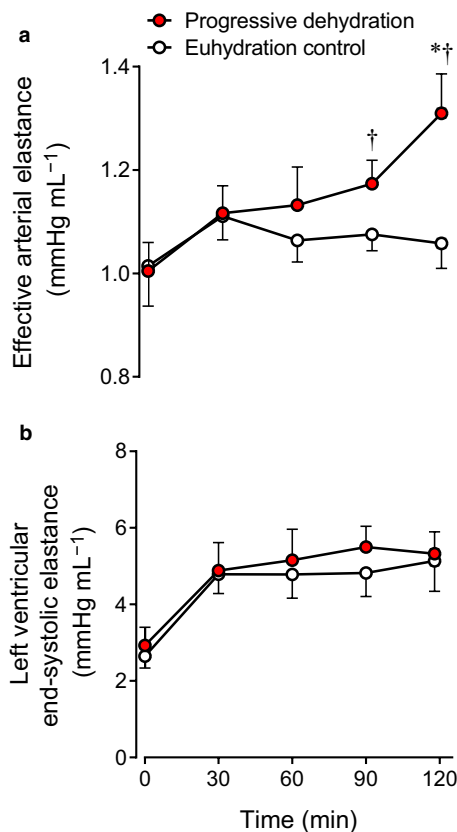 Progressive dehydration
Euhydration control
a
Effective arterial elastance
(mmHg mL⁻¹)
1.4
1.2
1.0
0.8
†
*†
b
Left ventricular
end-systolic elastance
(mmHg mL⁻¹)
8
6
4
2
0
0 30 60 90 120
Time (min)